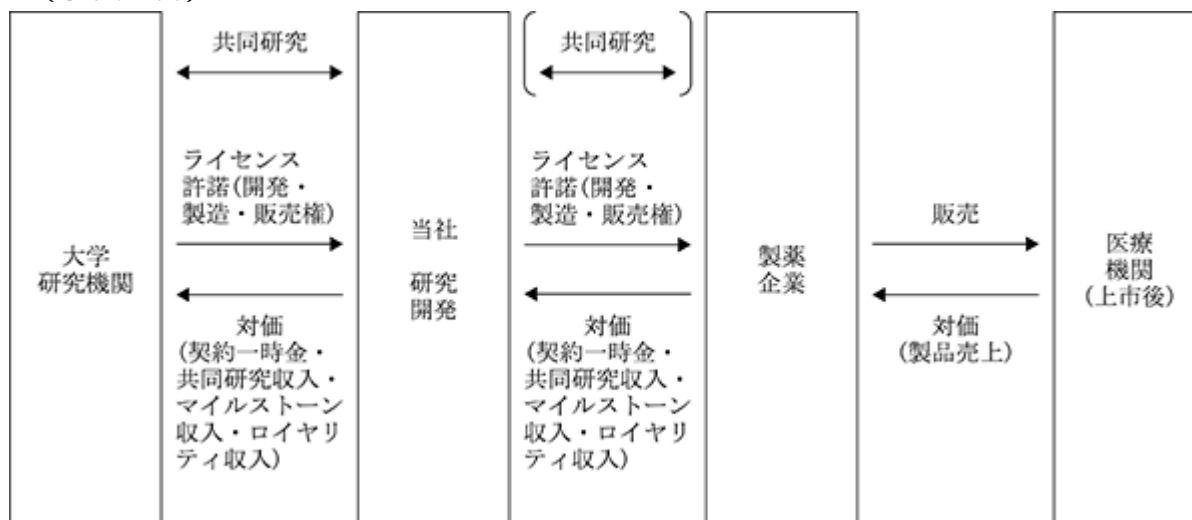 共同研究
共同研究
ライセンス
許諾(開発・
製造・販売権)
ライセンス
許諾(開発・
製造・販売権)
大学
研究機関
当社
研究
開発
製薬
企業
販売
医療
機関
(上市後)
対価
(契約一時金・
共同研究収入・
マイルストーン
収入・ロイヤリ
ティ収入)
対価
(契約一時金・
共同研究収入・
マイルストーン
収入・ロイヤリ
ティ収入)
対価
(製品売上)